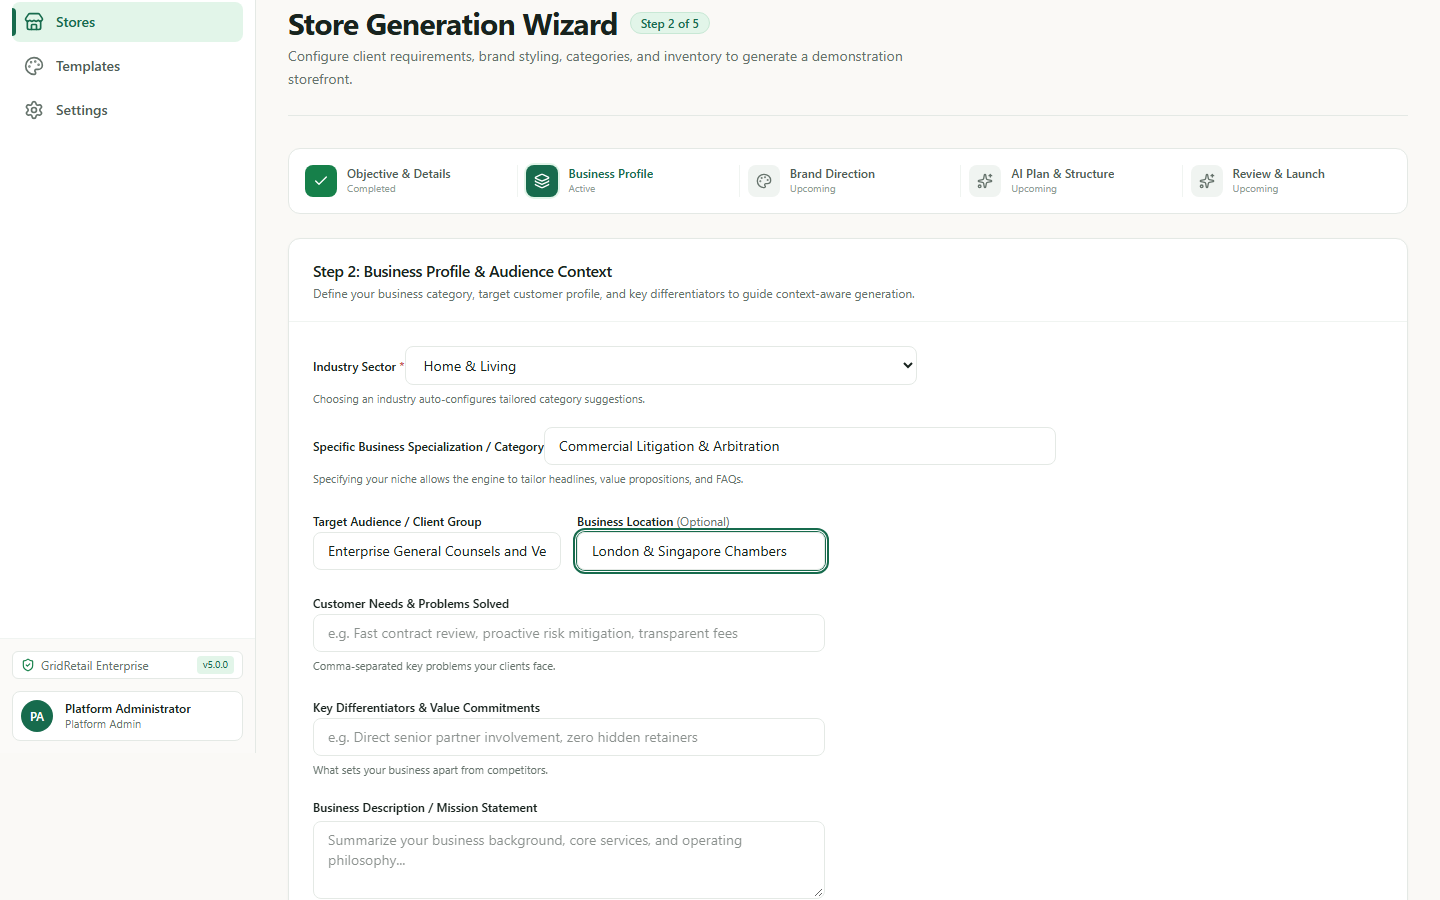 Stores
Templates
Settings
GridRetail Enterprise
v5.0.0
PA
Platform Administrator
Platform Admin
Store Generation Wizard
Step 2 of 5
Configure client requirements, brand styling, categories, and inventory to generate a demonstration
storefront.
Objective & Details
Completed
Business Profile
Active
Brand Direction
Upcoming
AI Plan & Structure
Upcoming
Review & Launch
Upcoming
Step 2: Business Profile & Audience Context
Define your business category, target customer profile, and key differentiators to guide context-aware generation.
Industry Sector *
Home & Living
Choosing an industry auto-configures tailored category suggestions.
Specific Business Specialization / Category
Commercial Litigation & Arbitration
Specifying your niche allows the engine to tailor headlines, value propositions, and FAQs.
Target Audience / Client Group
Enterprise General Counsels and Ve
Business Location (Optional)
London & Singapore Chambers
Customer Needs & Problems Solved
e.g. Fast contract review, proactive risk mitigation, transparent fees
Comma-separated key problems your clients face.
Key Differentiators & Value Commitments
e.g. Direct senior partner involvement, zero hidden retainers
What sets your business apart from competitors.
Business Description / Mission Statement
Summarize your business background, core services, and operating
philosophy...